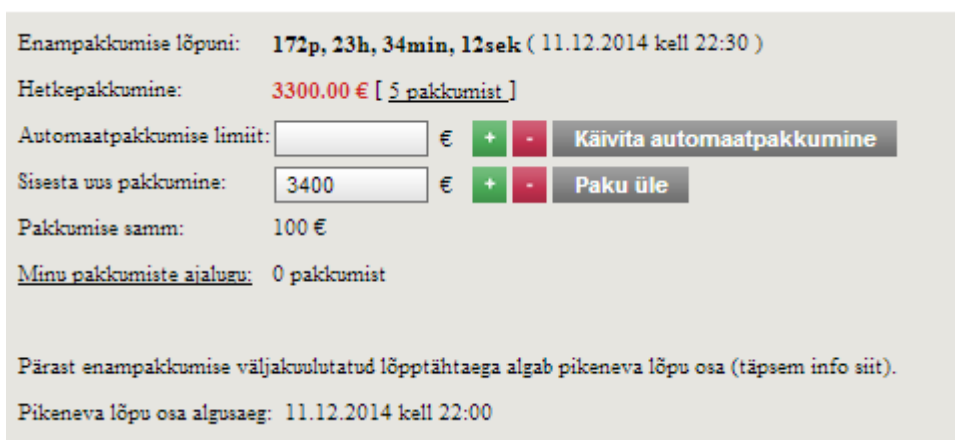 Enampakkumise lõpuni: 172p, 23h, 34min, 12sek ( 11.12.2014 kell 22:30 )
Hetkepakkumine: 3300.00 € [ 5 pakkumist ]
Automaatpakkumise limiit: € + - Käivita automaatpakkumine
Sisesta uus pakkumine: 3400 € + - Paku üle
Pakkumise samm: 100 €
Minu pakkumiste ajalugu: 0 pakkumist
Pärast enampakkumise väljakuulutatud lõpptähtaega algab pikeneva lõpu osa (täpsem info siit).
Pikeneva lõpu osa algusaeg: 11.12.2014 kell 22:00